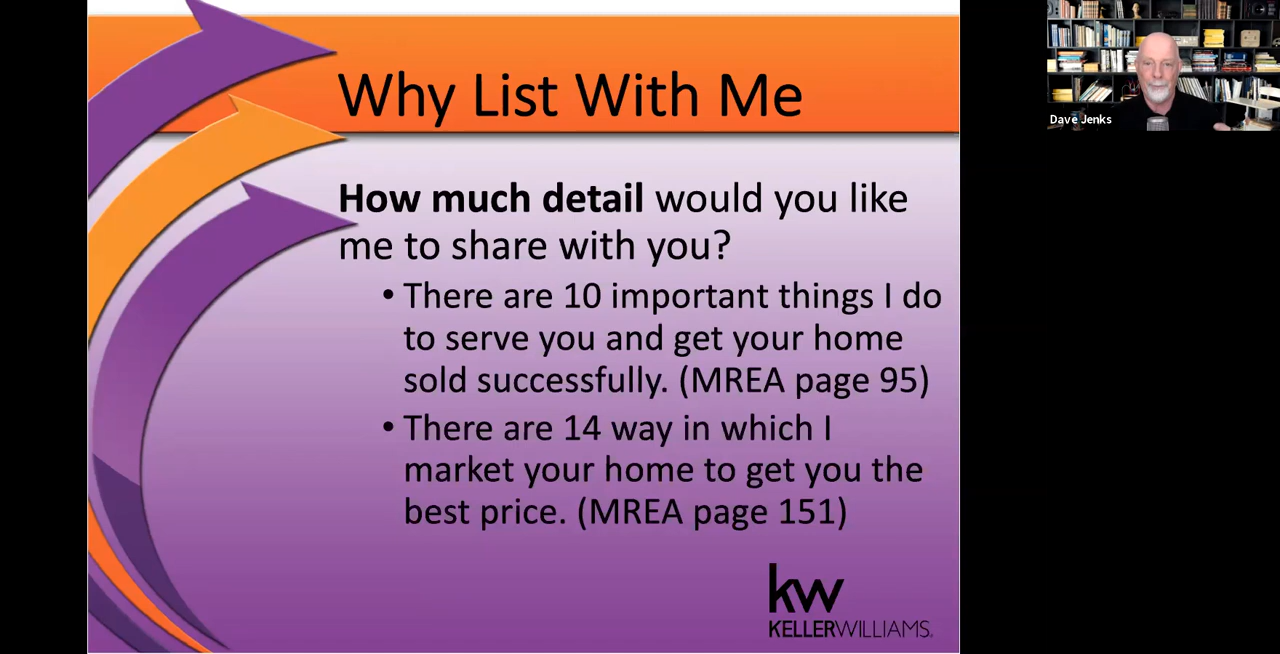 Why List With Me
How much detail would you like
me to share with you?
• There are 10 important things I do
to serve you and get your home
sold successfully. (MREA page 95)
• There are 14 way in which I
market your home to get you the
best price. (MREA page 151)
kw
KELLERWILLIAMS.
Dave Jenks